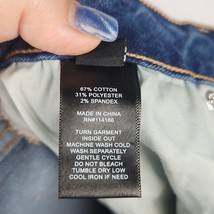 67% COTTON
31% POLYESTER
2% SPANDEX
MADE IN CHINA
RN#114186
TURN GARMENT
INSIDE OUT
MACHINE WASH COLD
WASH SEPARATELY
GENTLE CYCLE
DO NOT BLEACH
TUMBLE DRY LOW
COOL IRON IF NEED